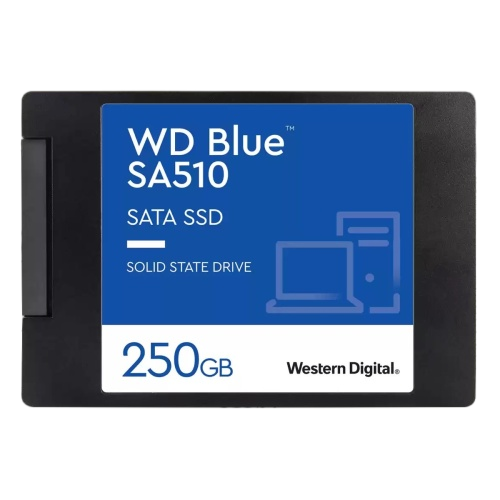 WD Blue™
SA510
SATA SSD
SOLID STATE DRIVE
250GB
Western Digital®